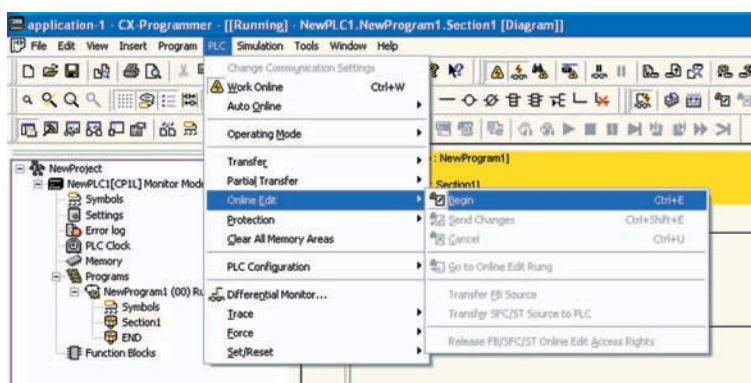 application-1 - CX-Programmer - [[Running] - NewPLC1.NewProgram1.Section1 [Diagram]]
File Edit View Insert Program PLC Simulation Tools Window Help
Change Communication Settings
Work Online Ctrl+W
Auto Online
Operating Mode
Transfer
Partial Transfer
Online Edit
Protection
Clear All Memory Areas
PLC Configuration
Differential Monitor...
Trace
Force
Set/Reset
NewProject
NewPLC1[CP1L] Monitor Mode
Symbols
Settings
Error log
PLC Clock
Memory
Programs
NewProgram1 (00) Ru
Symbols
Section1
END
Function Blocks
: NewProgram1]
: Section1]
Begin Ctrl+E
Send Changes Ctrl+Shift+E
Cancel Ctrl+U
Go to Online Edit Rung
Transfer FB Source
Transfer SFC/ST Source to PLC
Release FB/SFC/ST Online Edit Access Rights